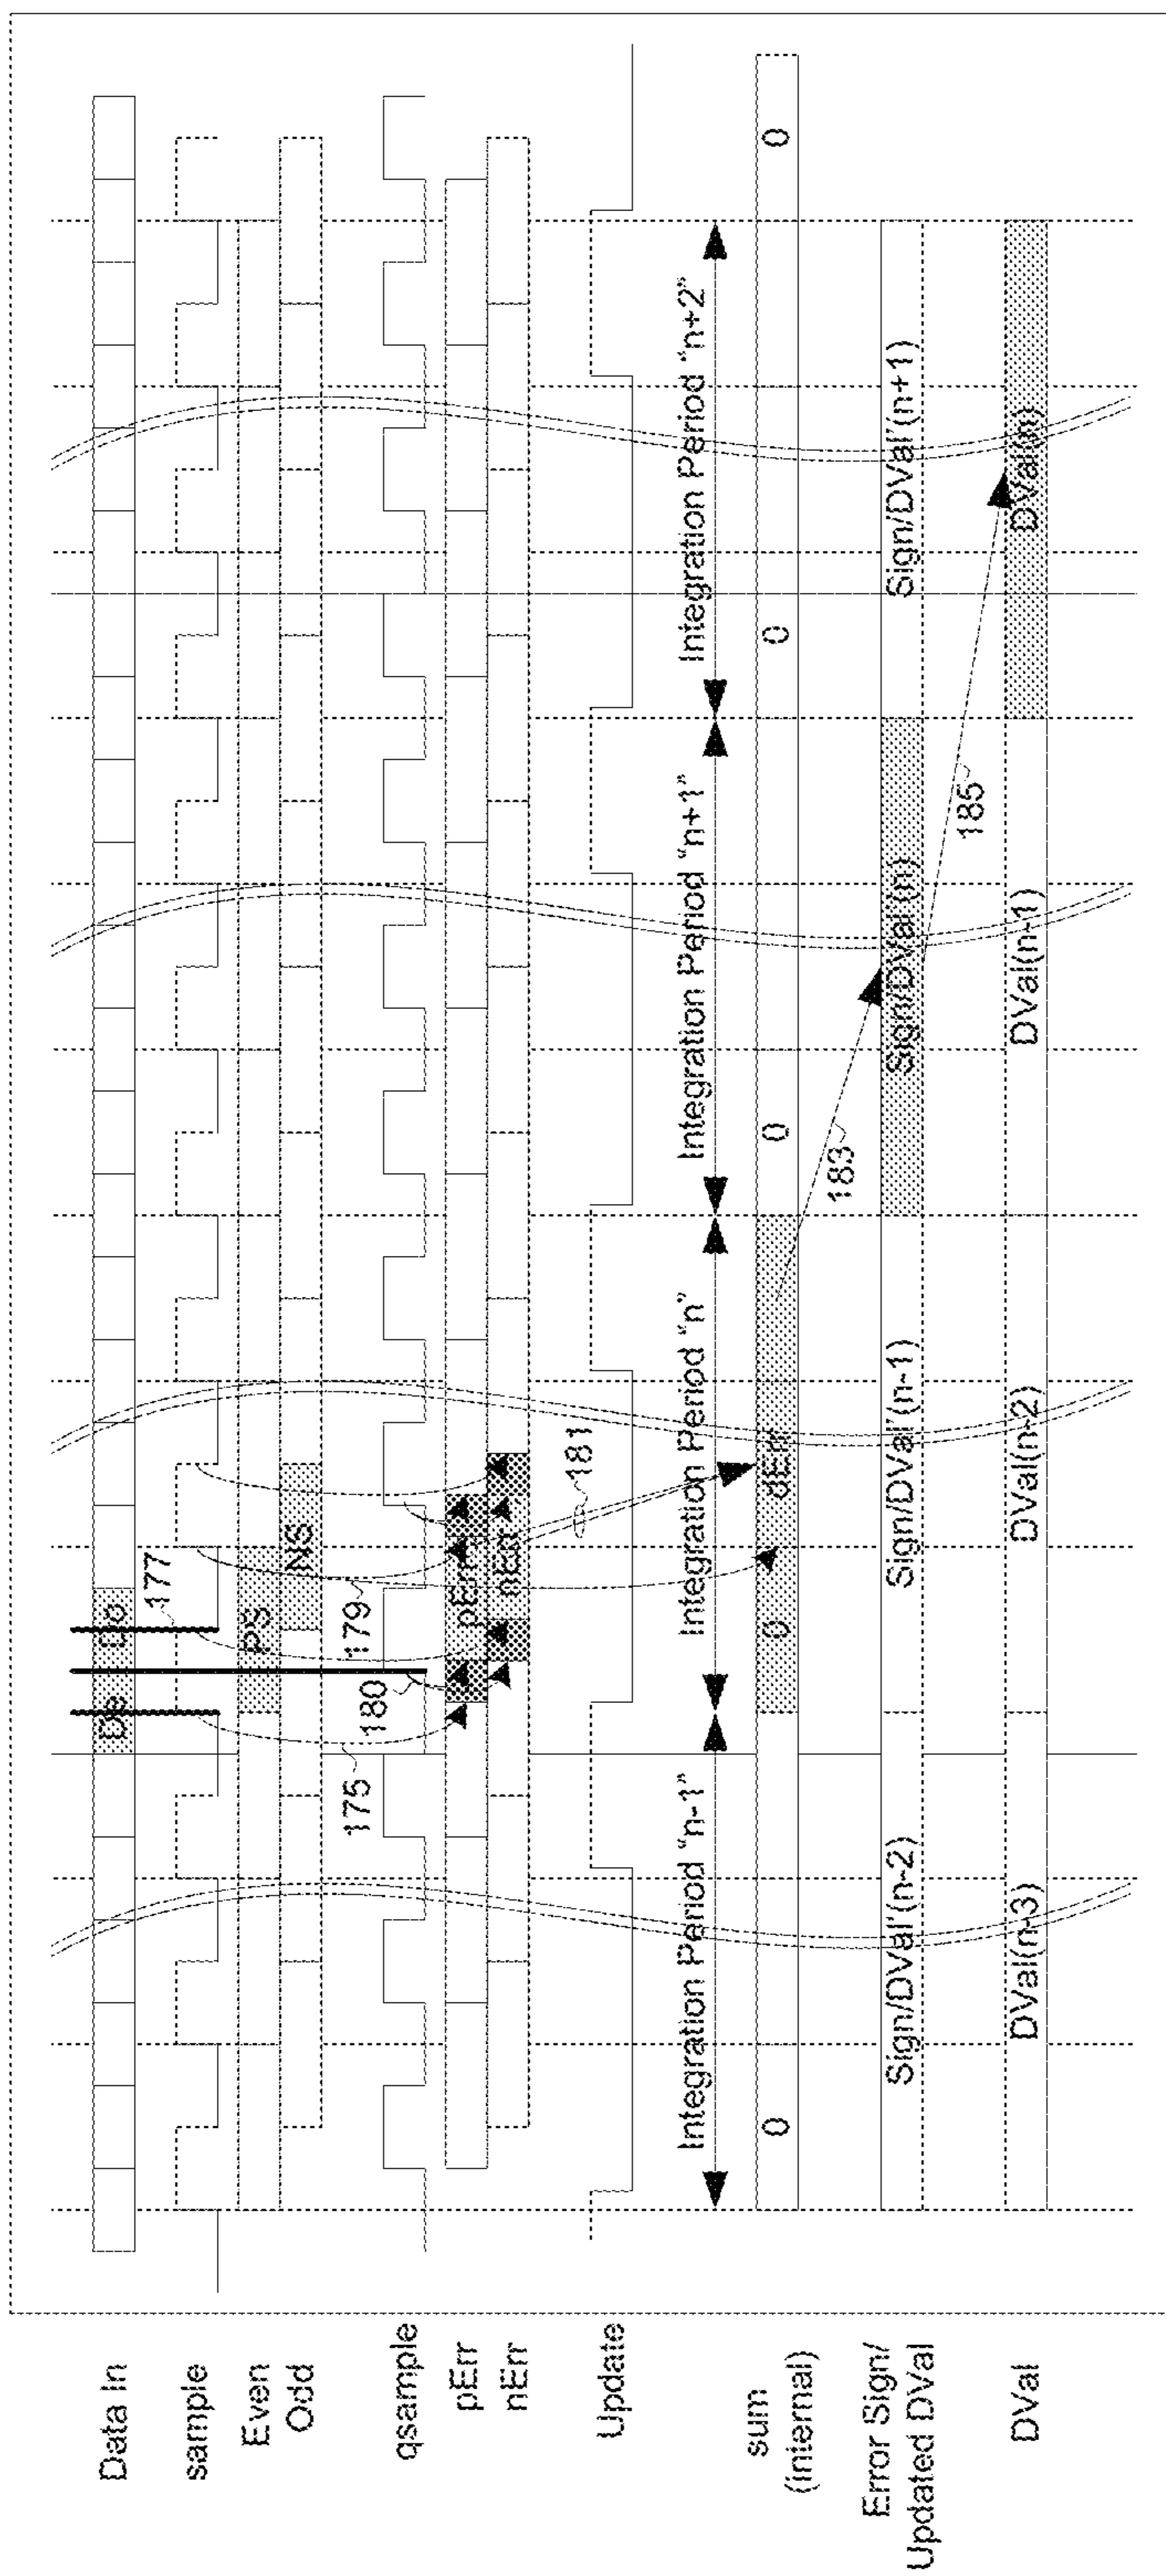 Data In
De
Do
177
sample
Even
PS
Odd
NS
175
180
179
qsample
pErr
pErr
nErr
nErr
181
Update
Integration Period "n-1"
Integration Period "n"
Integration Period "n+1"
Integration Period "n+2"
sum
(internal)
0
0
dErr
0
0
0
183
Error Sign/
Updated DVal
Sign/DVal'(n-2)
Sign/DVal'(n-1)
Sign/DVal'(n)
Sign/DVal'(n+1)
185
DVal
DVal(n-3)
DVal(n-2)
DVal(n-1)
DVal(n)